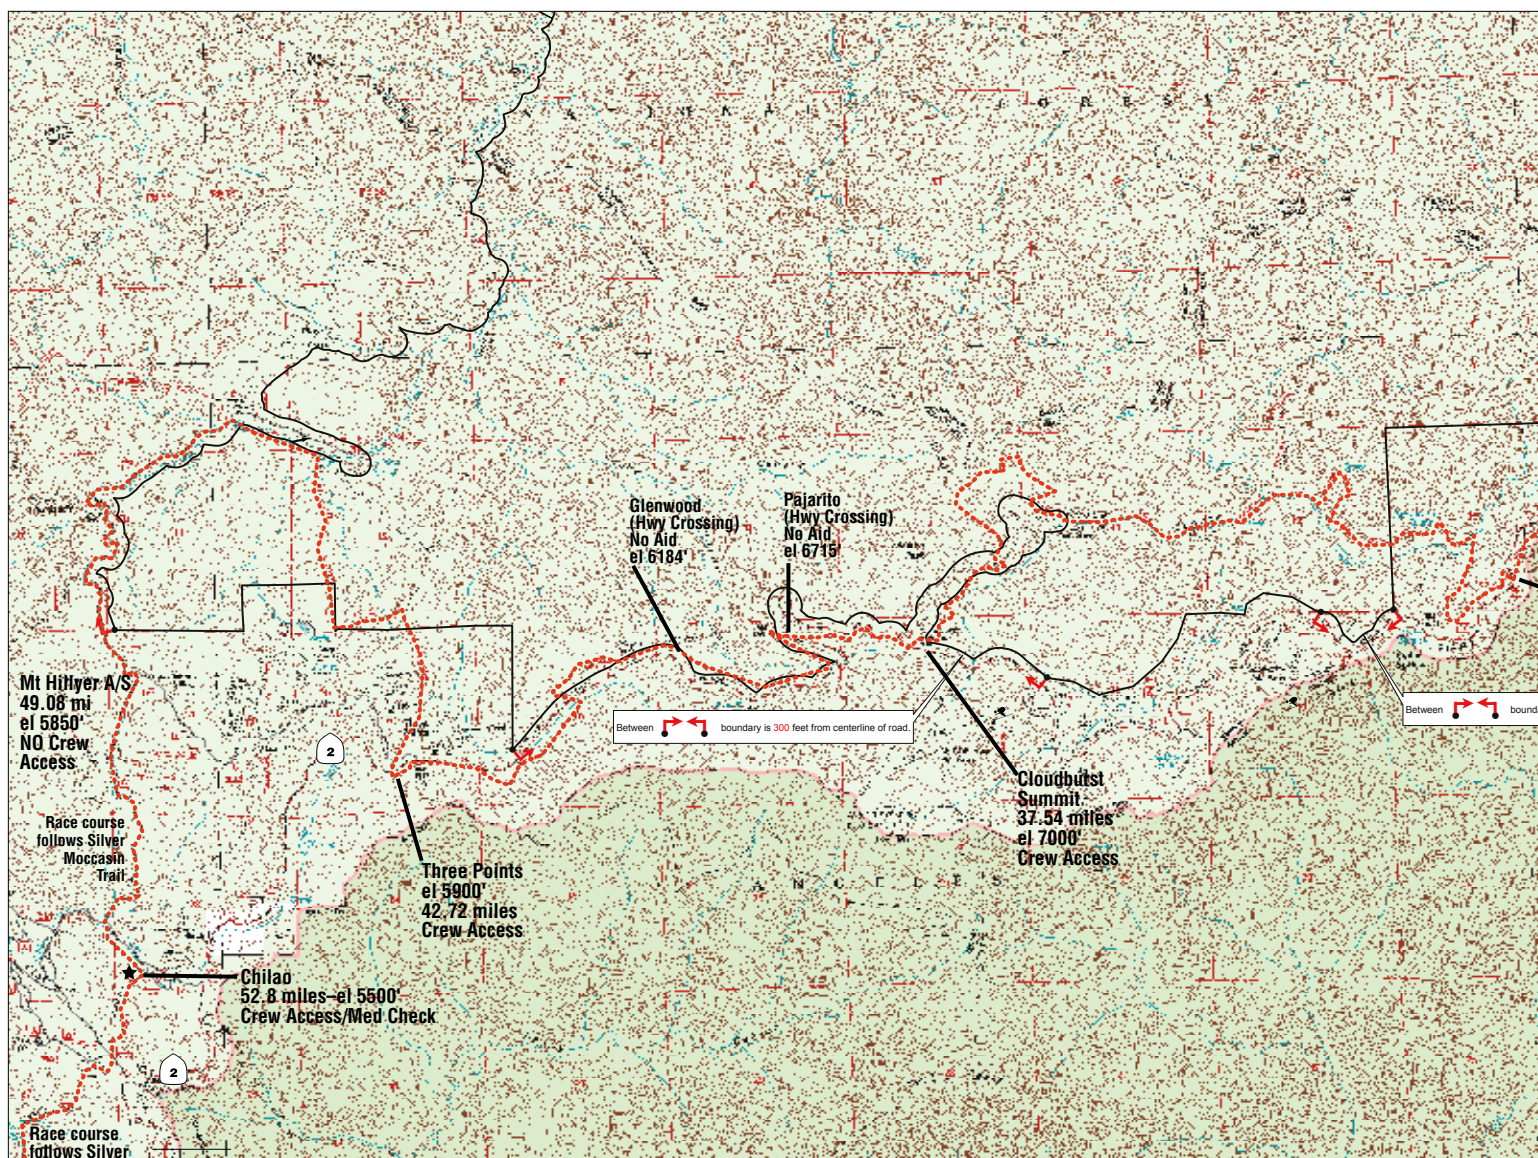 Glenwood
(Hwy Crossing)
No Aid
el 6184'
Pajarito
(Hwy Crossing)
No Aid
el 6715'
Mt Hillyer A/S
49.08 mi
el 5850'
NO Crew
Access
2
Between boundary is 300 feet from centerline of road.
Between bounda
Cloudburst
Summit
37.54 miles
el 7000'
Crew Access
Race course
follows Silver
Moccasin
Trail
Three Points
el 5900'
42.72 miles
Crew Access
ANGELES
Chilao
52.8 miles–el 5500'
Crew Access/Med Check
2
Race course
follows Silver